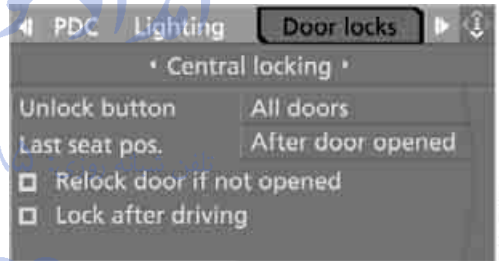 PDC Lighting Door locks
Central locking
Unlock button All doors
Last seat pos. After door opened
Relock door if not opened
Lock after driving